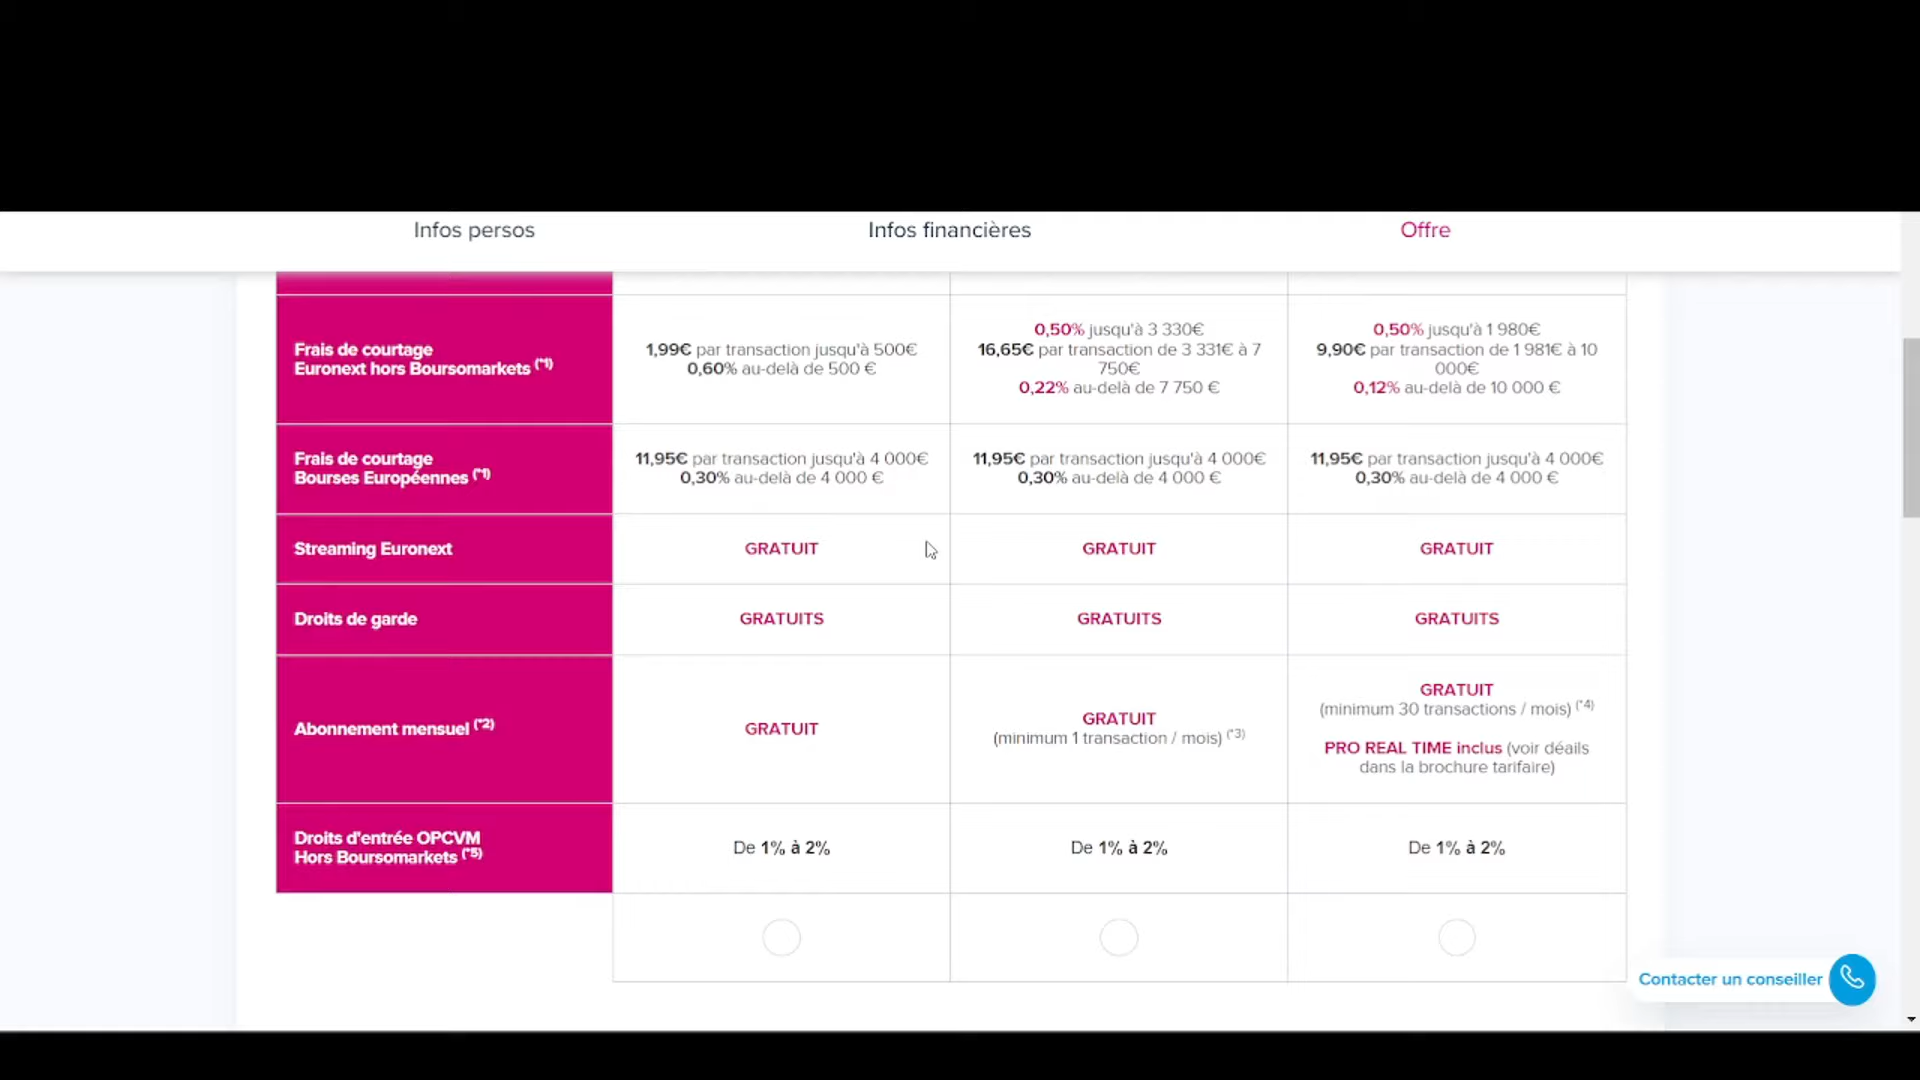 Infos persos
Infos financières
Offre
Frais de courtage
Euronext hors Boursomarkets (*1)
1,99€ par transaction jusqu'à 500€
0,60% au-delà de 500 €
0,50% jusqu'à 3 330€
16,65€ par transaction de 3 331€ à 7
750€
0,22% au-delà de 7 750 €
0,50% jusqu'à 1 980€
9,90€ par transaction de 1 981€ à 10
000€
0,12% au-delà de 10 000 €
Frais de courtage
Bourses Européennes (*1)
11,95€ par transaction jusqu'à 4 000€
0,30% au-delà de 4 000 €
11,95€ par transaction jusqu'à 4 000€
0,30% au-delà de 4 000 €
11,95€ par transaction jusqu'à 4 000€
0,30% au-delà de 4 000 €
Streaming Euronext
GRATUIT
GRATUIT
GRATUIT
Droits de garde
GRATUITS
GRATUITS
GRATUITS
Abonnement mensuel (*2)
GRATUIT
GRATUIT
(minimum 1 transaction / mois) (*3)
GRATUIT
(minimum 30 transactions / mois) (*4)
PRO REAL TIME inclus (voir déails
dans la brochure tarifaire)
Droits d'entrée OPCVM
Hors Boursomarkets (*5)
De 1% à 2%
De 1% à 2%
De 1% à 2%
Contacter un conseiller